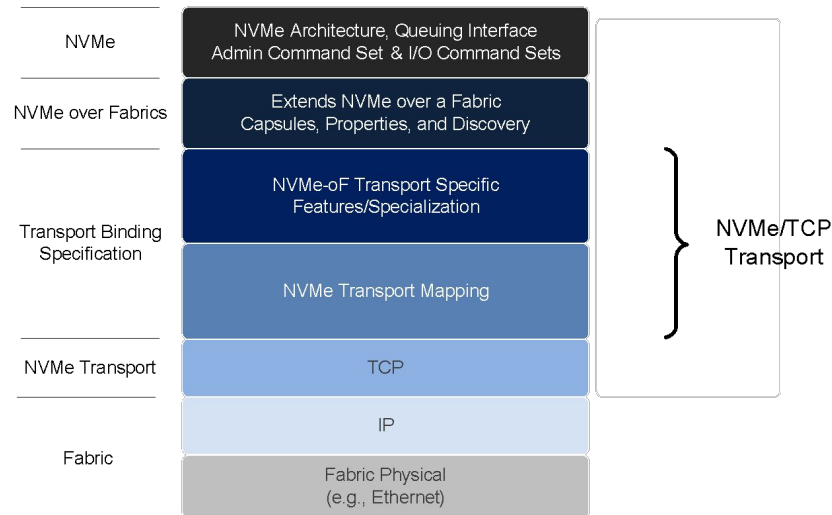 NVMe
NVMe Architecture, Queuing Interface
Admin Command Set & I/O Command Sets
NVMe over Fabrics
Extends NVMe over a Fabric
Capsules, Properties, and Discovery
Transport Binding
Specification
NVMe-oF Transport Specific
Features/Specialization
NVMe Transport Mapping
NVMe/TCP
Transport
NVMe Transport
TCP
Fabric
IP
Fabric Physical
(e.g., Ethernet)